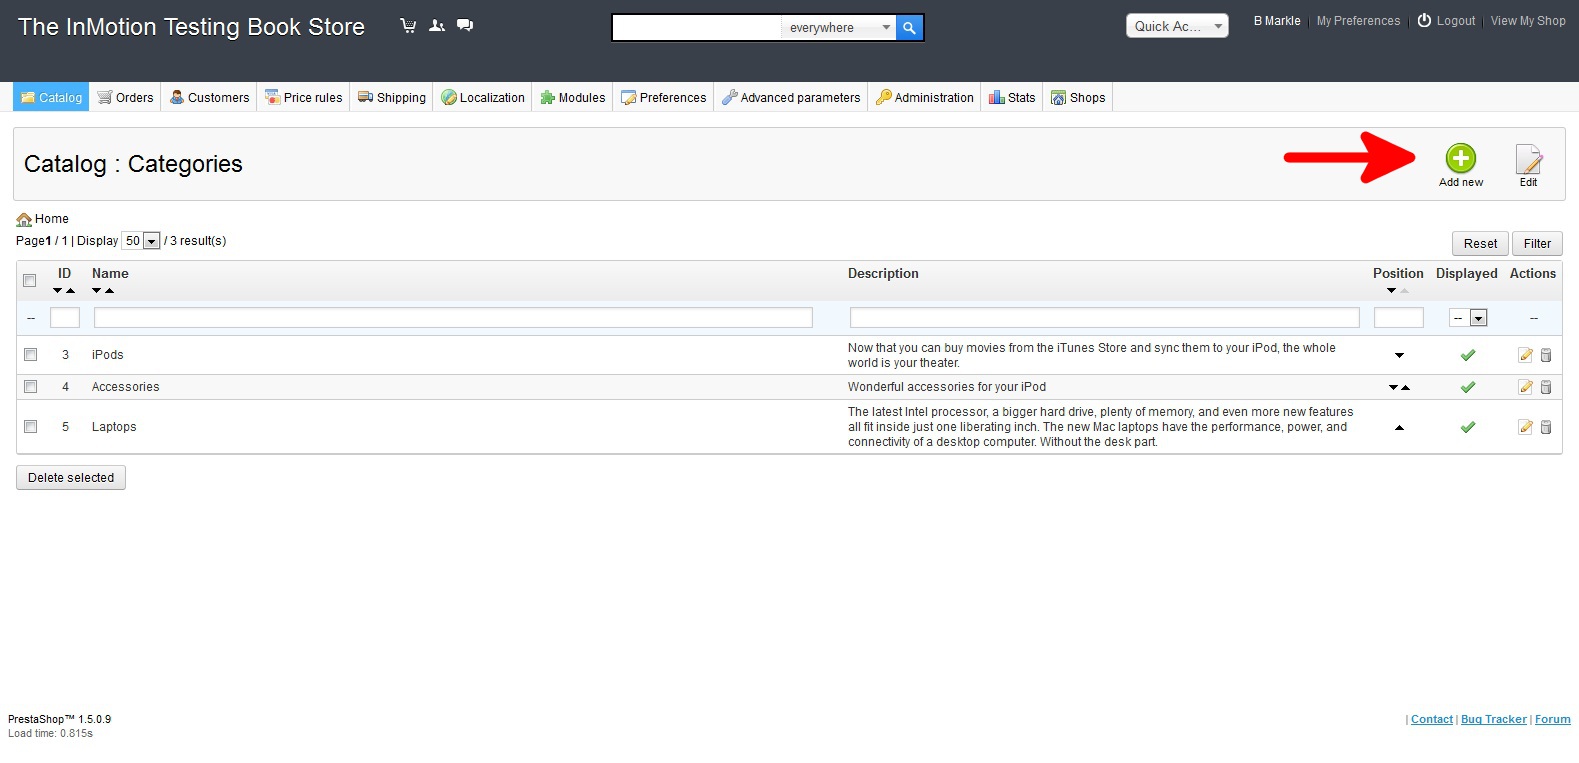 The InMotion Testing Book Store
everywhere
Quick Ac...
B Markle
My Preferences
Logout
View My Shop
Catalog
Orders
Customers
Price rules
Shipping
Localization
Modules
Preferences
Advanced parameters
Administration
Stats
Shops
Catalog : Categories
Add new
Edit
Home
Page1 / 1 | Display 50 / 3 result(s)
Reset
Filter
ID
Name
Description
Position
Displayed
Actions
--
--
--
3
iPods
Now that you can buy movies from the iTunes Store and sync them to your iPod, the whole
world is your theater.
4
Accessories
Wonderful accessories for your iPod
5
Laptops
The latest Intel processor, a bigger hard drive, plenty of memory, and even more new features
all fit inside just one liberating inch. The new Mac laptops have the performance, power, and
connectivity of a desktop computer. Without the desk part.
Delete selected
PrestaShop™ 1.5.0.9
Load time: 0.815s
| Contact | Bug Tracker | Forum